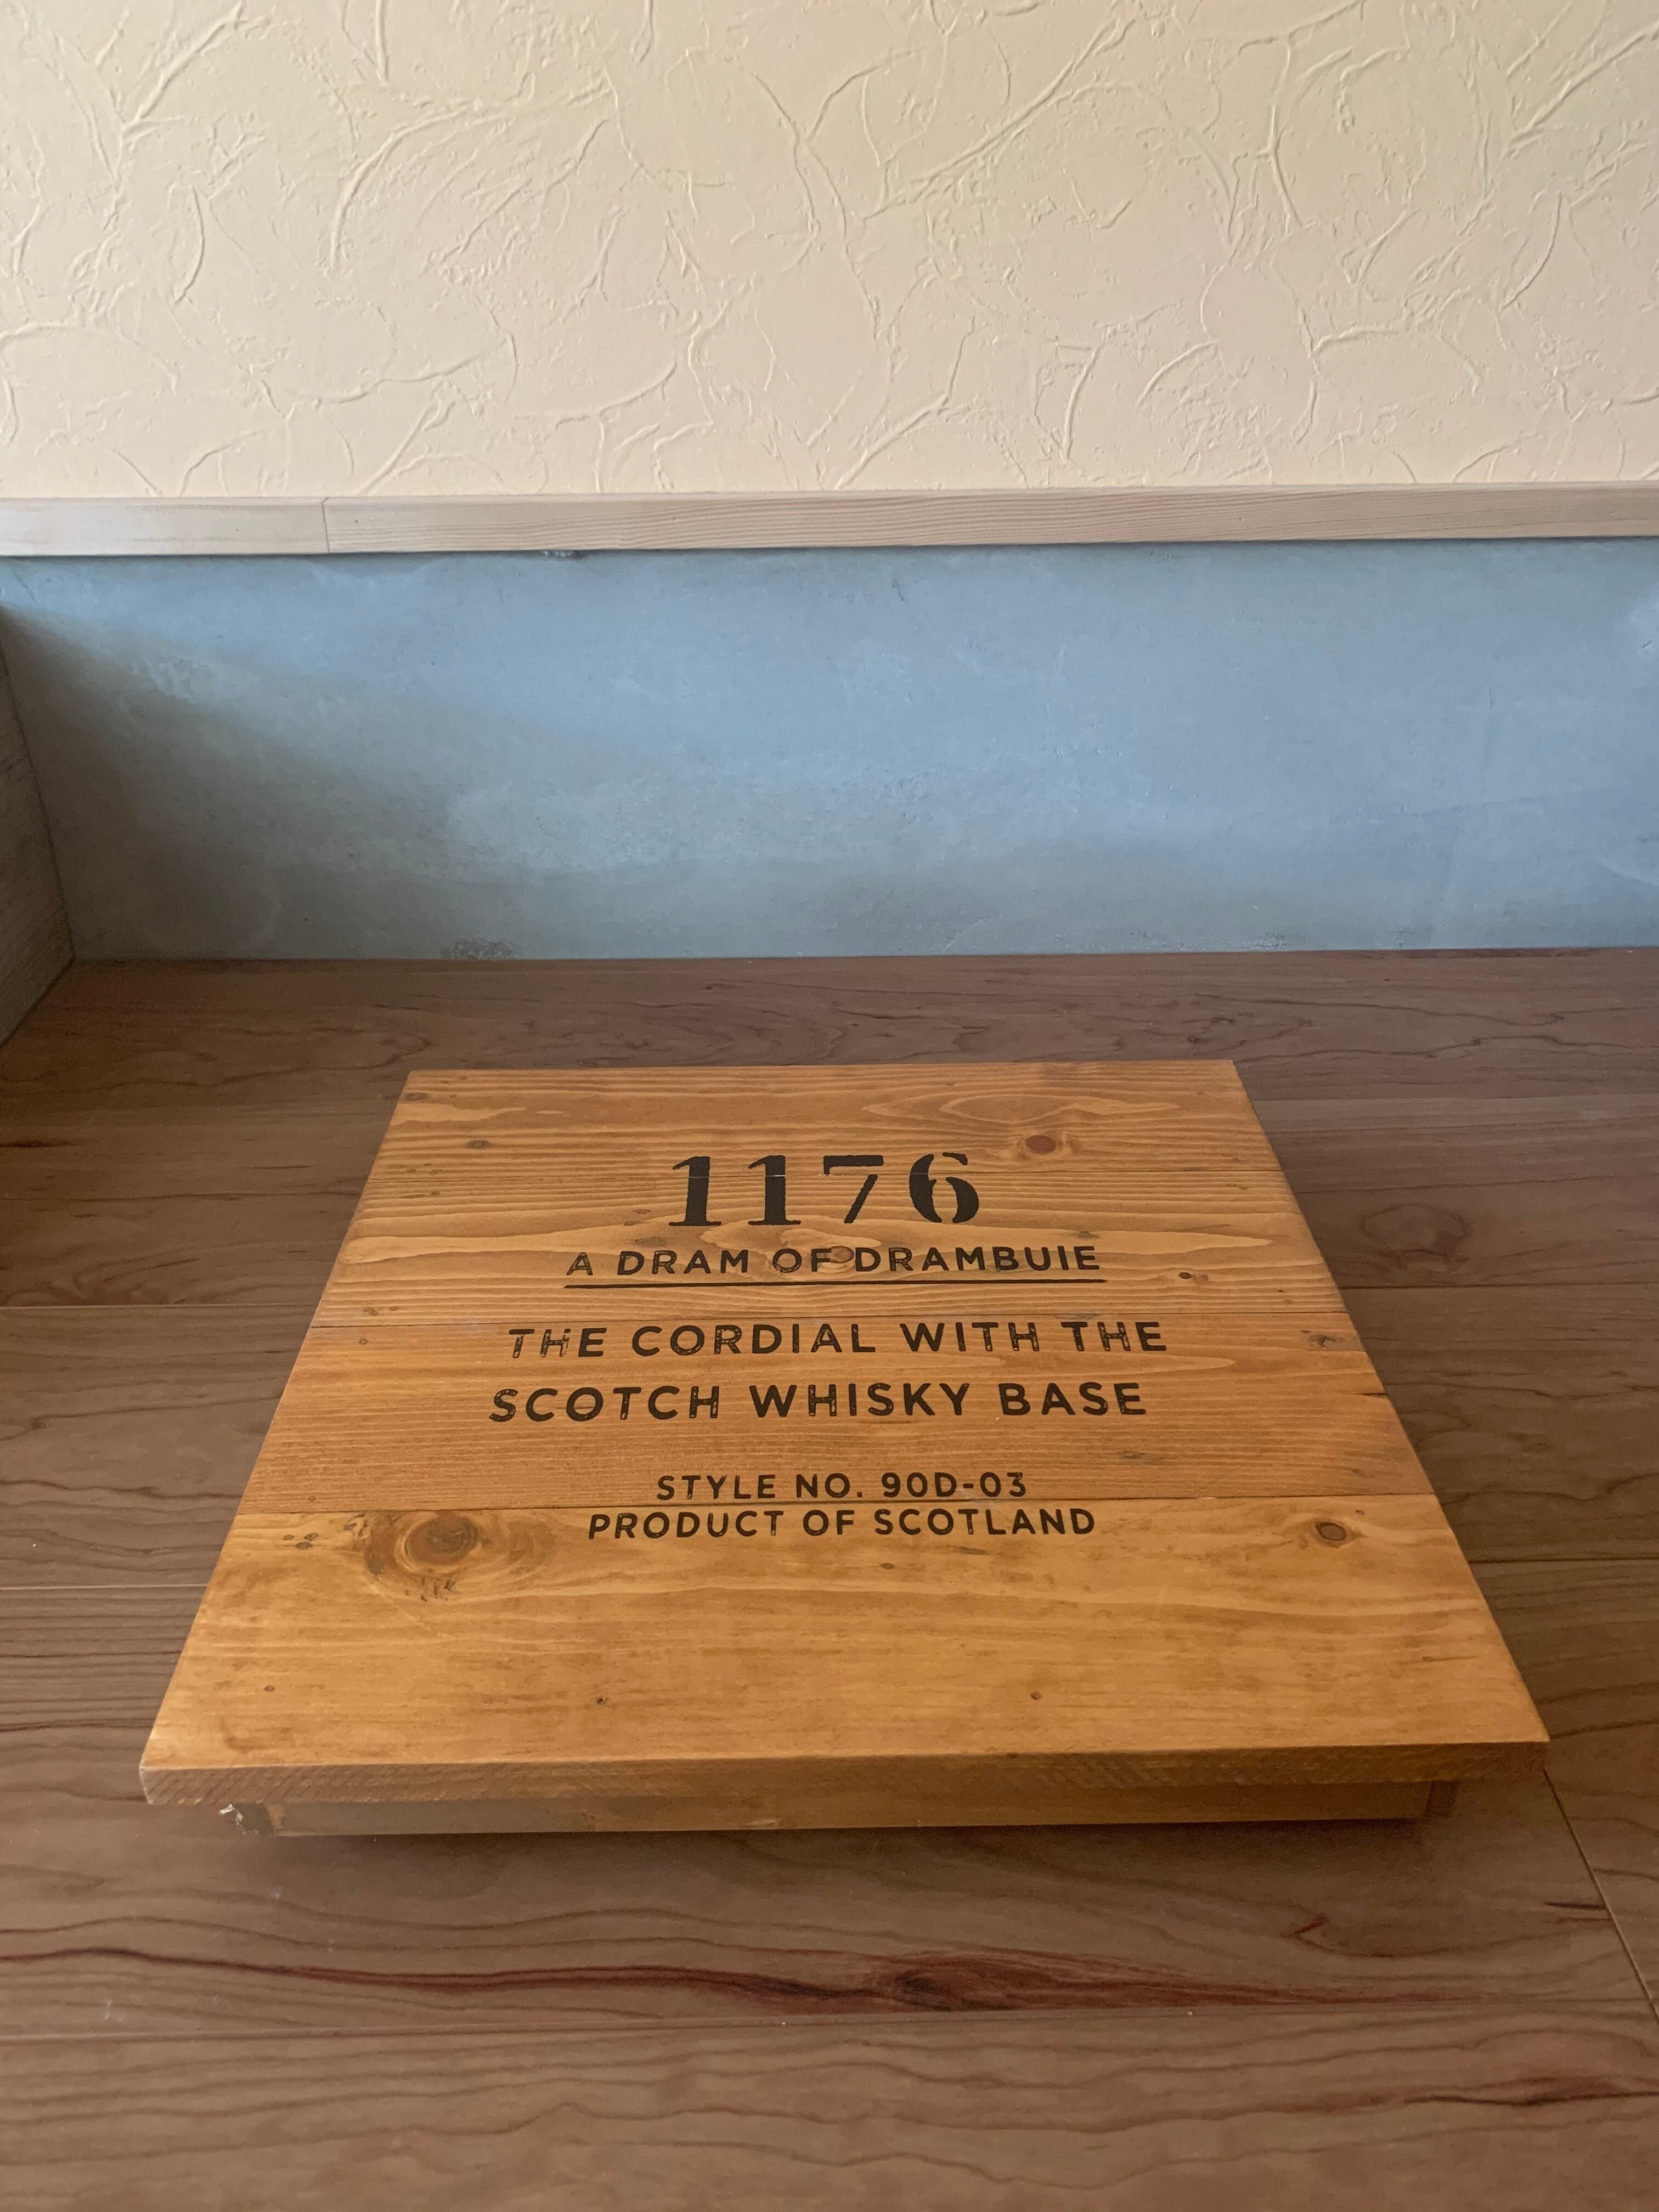 1176
A DRAM OF DRAMBUIE
THE CORDIAL WITH THE
SCOTCH WHISKY BASE
STYLE NO. 90D-03
PRODUCT OF SCOTLAND